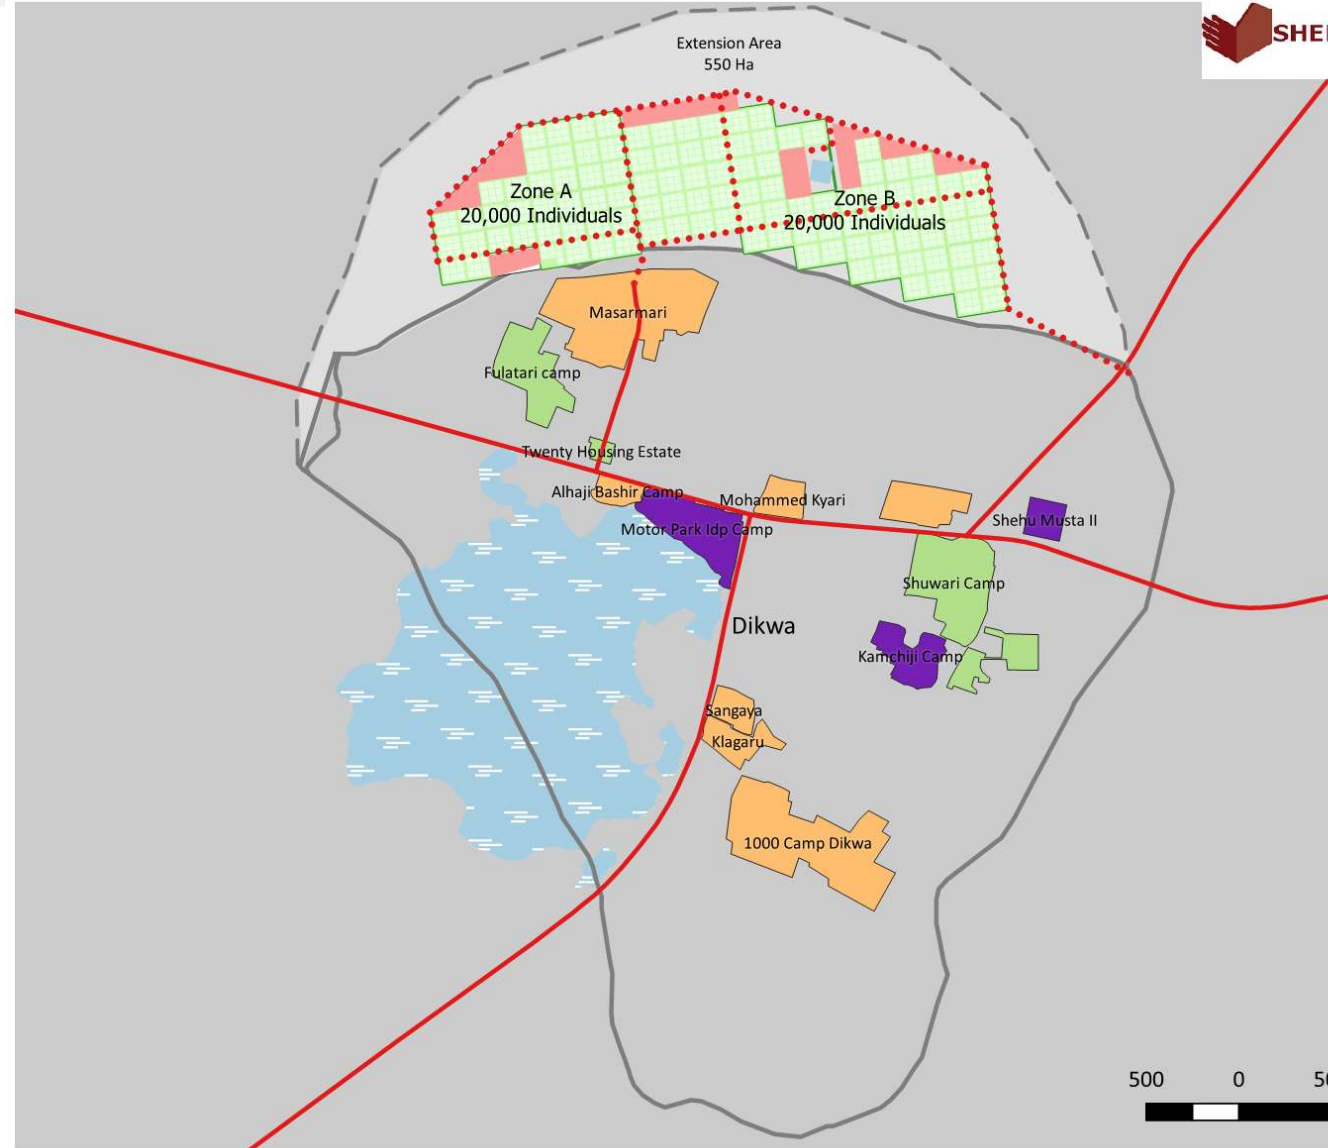 SHE
Extension Area
550 Ha
Zone A
20,000 Individuals
Zone B
20,000 Individuals
Masarmari
Fulatari camp
Twenty Housing Estate
Alhaji Bashir Camp
Mohammed Kyari
Motor Park Idp Camp
Shehu Musta II
Shuwari Camp
Dikwa
Kamchiji Camp
Sangaya
Klagaru
1000 Camp Dikwa
500 0 50